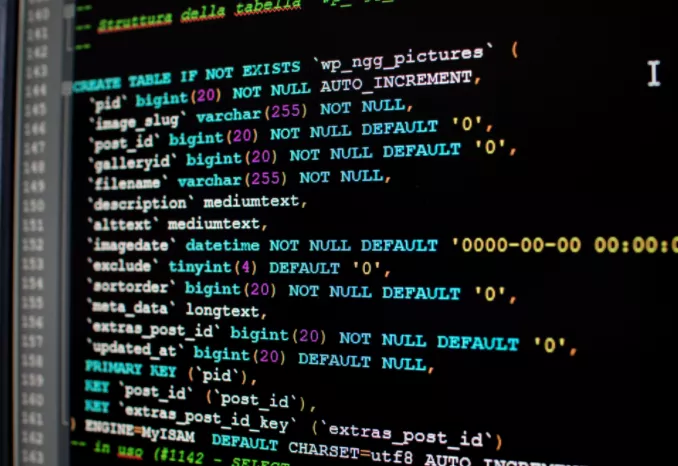 140
141 -- Struttura della tabella
142 --
143
144 CREATE TABLE IF NOT EXISTS `wp_ngg_pictures` (
145 `pid` bigint(20) NOT NULL AUTO_INCREMENT,
146 `image_slug` varchar(255) NOT NULL,
147 `post_id` bigint(20) NOT NULL DEFAULT '0',
148 `galleryid` bigint(20) NOT NULL DEFAULT '0',
149 `filename` varchar(255) NOT NULL,
150 `description` mediumtext,
151 `alttext` mediumtext,
152 `imagedate` datetime NOT NULL DEFAULT '0000-00-00 00:00:0
153 `exclude` tinyint(4) DEFAULT '0',
154 `sortorder` bigint(20) NOT NULL DEFAULT '0',
155 `meta_data` longtext,
156 `extras_post_id` bigint(20) NOT NULL DEFAULT '0',
157 `updated_at` bigint(20) DEFAULT NULL,
158 PRIMARY KEY (`pid`),
159 KEY `post_id` (`post_id`),
160 KEY `extras_post_id_key` (`extras_post_id`)
161 ) ENGINE=MyISAM DEFAULT CHARSET=utf8 AUTO_INCREMENT
162 -- in uso (#1142 - SELECT